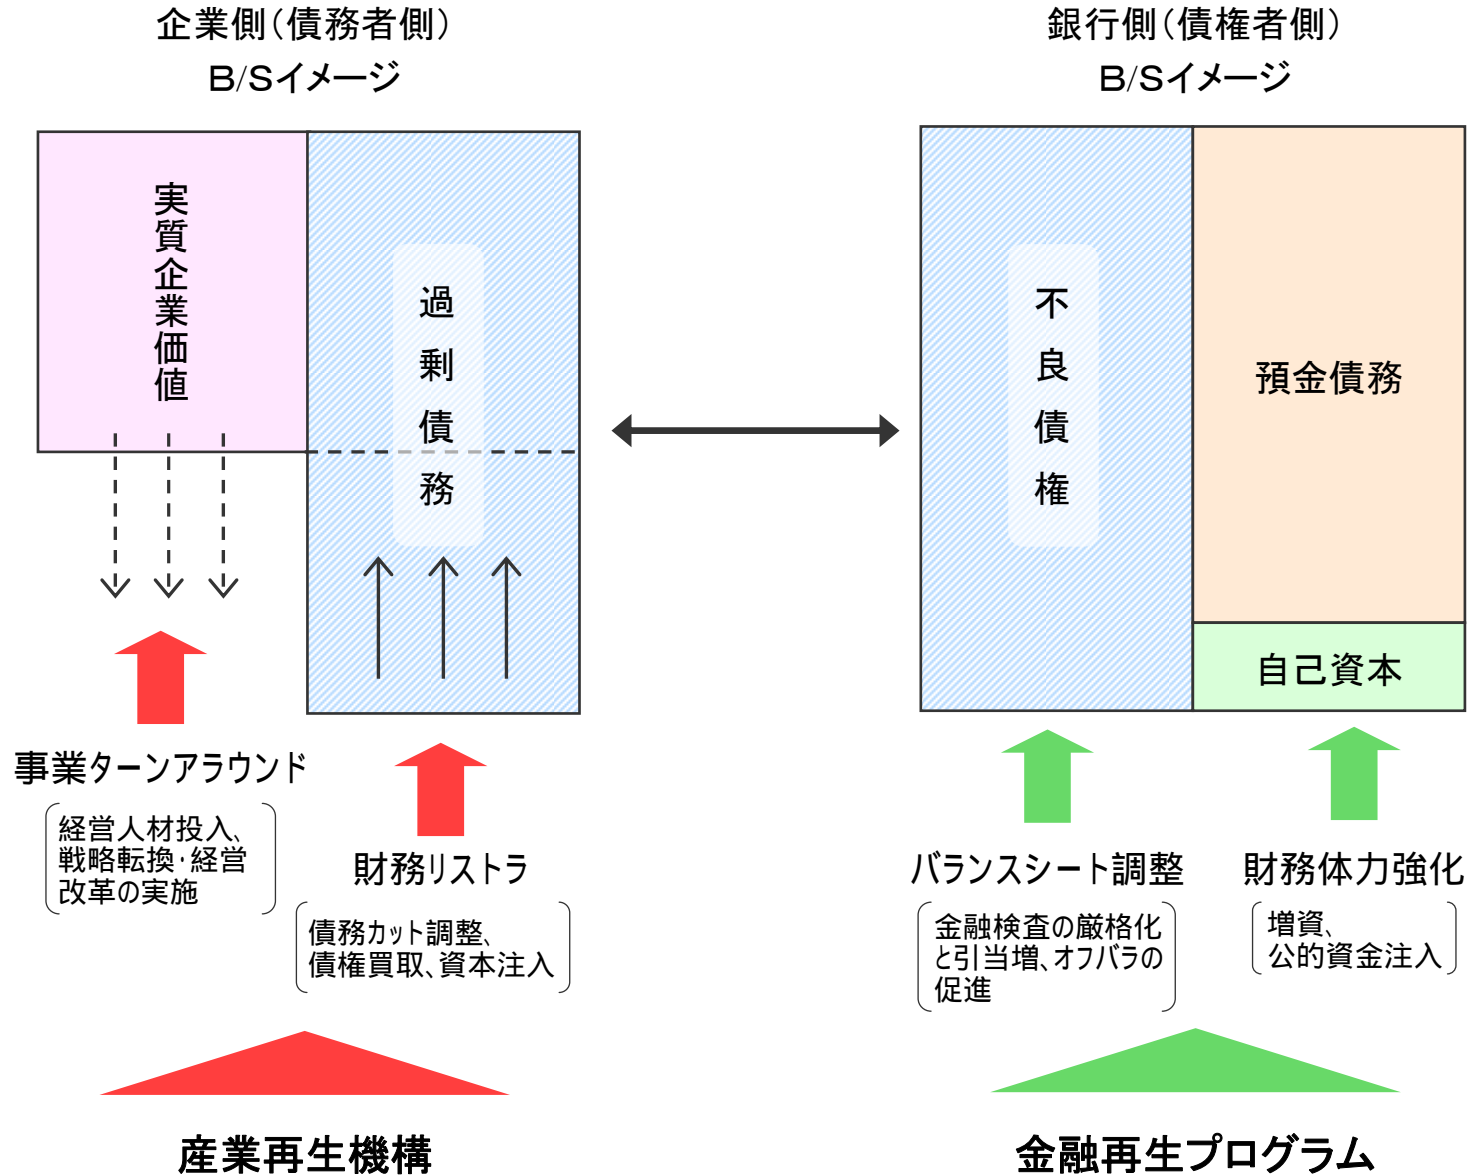 企業側（債務者側）
B/Sイメージ
実質企業価値
過剰債務
事業ターンアラウンド
経営人材投入、
戦略転換・経営
改革の実施
財務リストラ
債務カット調整、
債権買取、資本注入
産業再生機構
銀行側（債権者側）
B/Sイメージ
不良債権
預金債務
自己資本
バランスシート調整
金融検査の厳格化
と引当増、オフバラの
促進
財務体力強化
増資、
公的資金注入
金融再生プログラム